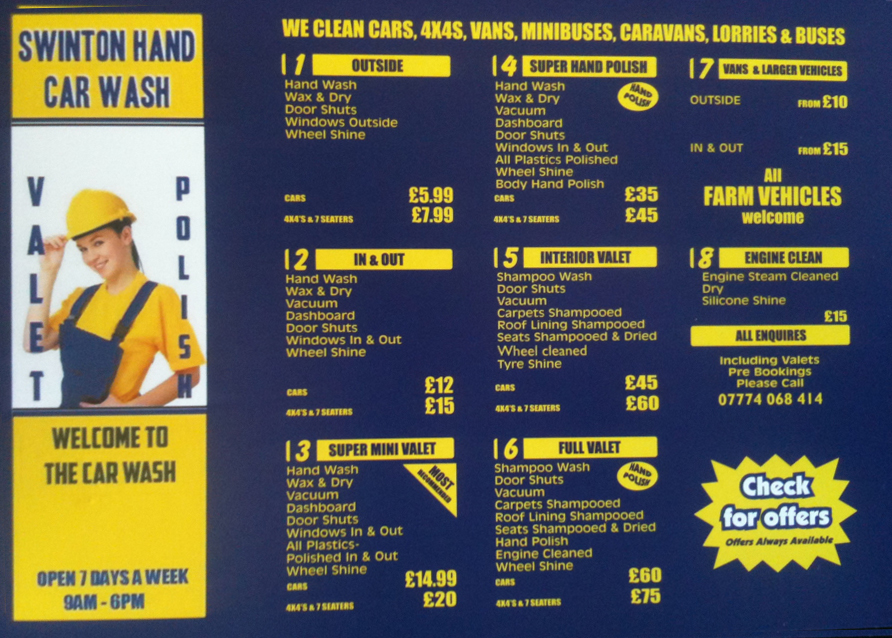 SWINTON HAND
CAR WASH
VALET
POLISH
WELCOME TO
THE CAR WASH
OPEN 7 DAYS A WEEK
9AM - 6PM
WE CLEAN CARS, 4X4S, VANS, MINIBUSES, CARAVANS, LORRIES & BUSES
1 OUTSIDE
Hand Wash
Wax & Dry
Door Shuts
Windows Outside
Wheel Shine
CARS £5.99
4X4'S & 7 SEATERS £7.99
2 IN & OUT
Hand Wash
Wax & Dry
Vacuum
Dashboard
Door Shuts
Windows In & Out
Wheel Shine
CARS £12
4X4'S & 7 SEATERS £15
3 SUPER MINI VALET
MOST
RECOMMENDED
Hand Wash
Wax & Dry
Vacuum
Dashboard
Door Shuts
Windows In & Out
All Plastics-
Polished In & Out
Wheel Shine
CARS £14.99
4X4'S & 7 SEATERS £20
4 SUPER HAND POLISH
HAND
POLISH
Hand Wash
Wax & Dry
Vacuum
Dashboard
Door Shuts
Windows In & Out
All Plastics Polished
Wheel Shine
Body Hand Polish
CARS £35
4X4'S & 7 SEATERS £45
5 INTERIOR VALET
Shampoo Wash
Door Shuts
Vacuum
Carpets Shampooed
Roof Lining Shampooed
Seats Shampooed & Dried
Wheel cleaned
Tyre Shine
CARS £45
4X4'S & 7 SEATERS £60
6 FULL VALET
HAND
POLISH
Shampoo Wash
Door Shuts
Vacuum
Carpets Shampooed
Roof Lining Shampooed
Seats Shampooed & Dried
Hand Polish
Engine Cleaned
Wheel Shine
CARS £60
4X4'S & 7 SEATERS £75
7 VANS & LARGER VEHICLES
OUTSIDE FROM £10
IN & OUT FROM £15
All
FARM VEHICLES
welcome
8 ENGINE CLEAN
Engine Steam Cleaned
Dry
Silicone Shine
£15
ALL ENQUIRES
Including Valets
Pre Bookings
Please Call
07774 068 414
Check
for offers
Offers Always Available